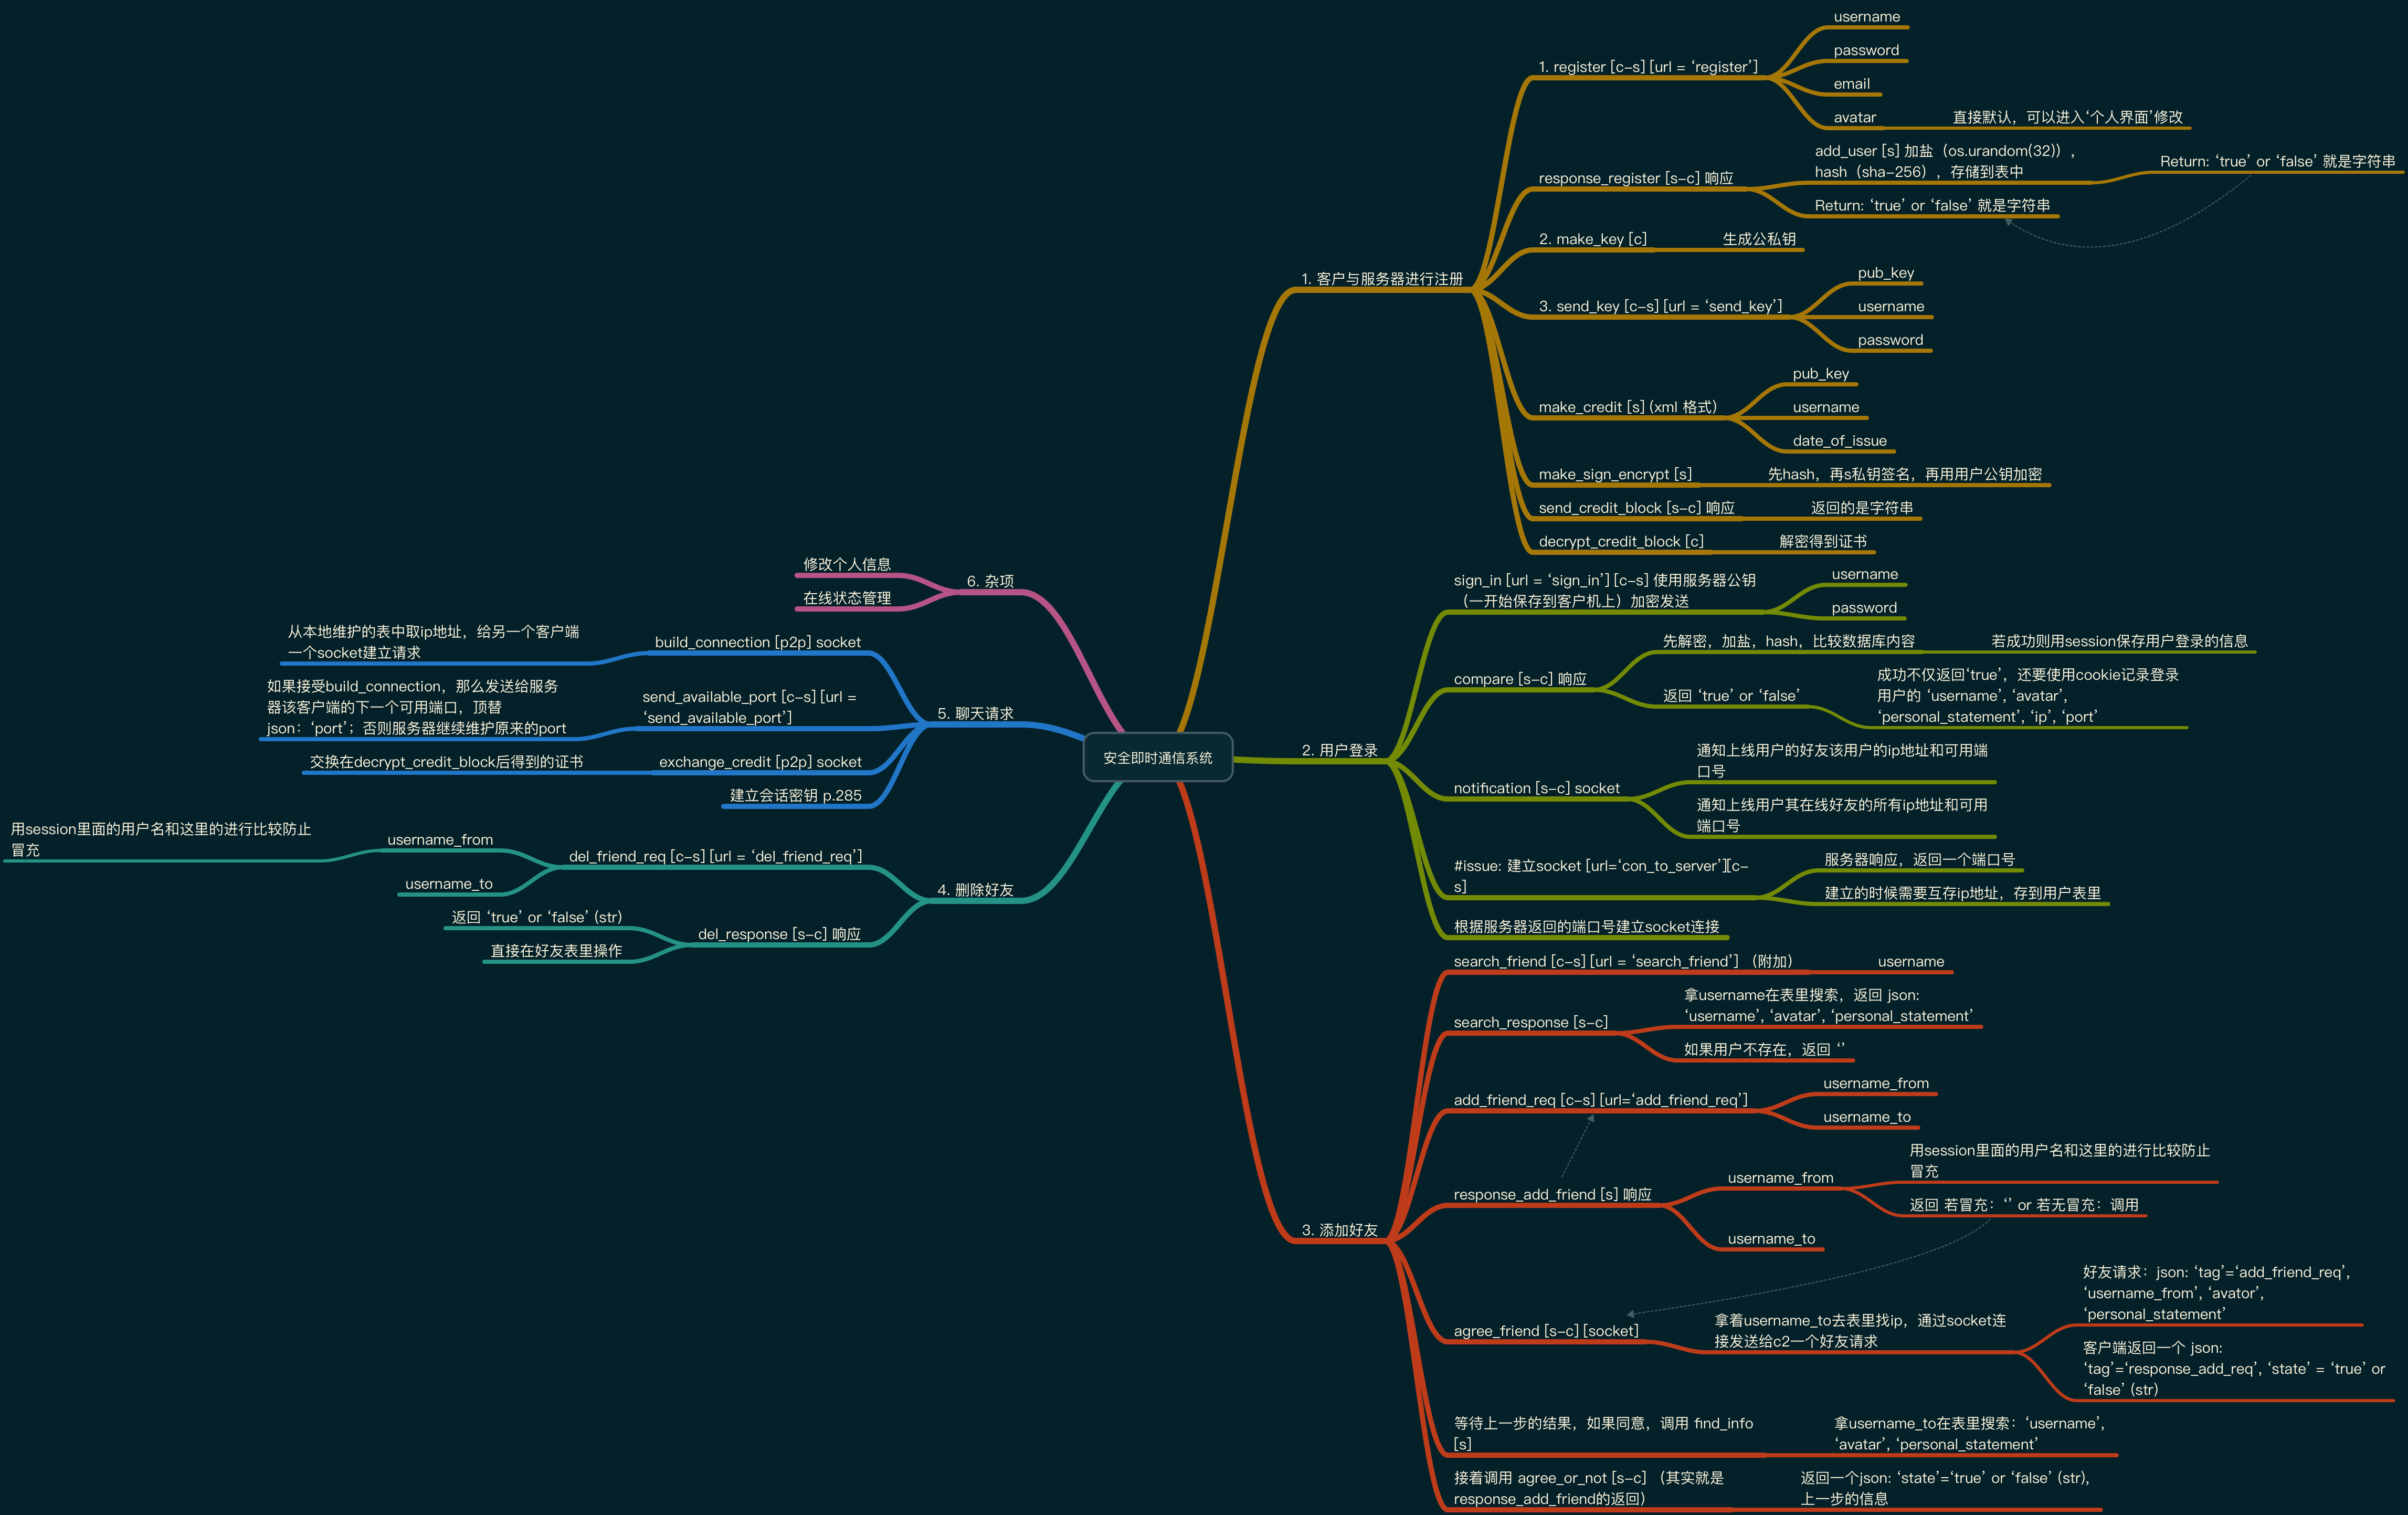 安全即时通信系统
1. 客户与服务器进行注册
1. register [c–s] [url = ‘register’]
username
password
email
avatar
直接默认，可以进入‘个人界面’修改
response_register [s–c] 响应
add_user [s] 加盐（os.urandom(32)），
hash（sha–256），存储到表中
Return: ‘true’ or ‘false’ 就是字符串
Return: ‘true’ or ‘false’ 就是字符串
2. make_key [c]
生成公私钥
3. send_key [c–s] [url = ‘send_key’]
pub_key
username
password
make_credit [s] (xml 格式）
pub_key
username
date_of_issue
make_sign_encrypt [s]
先hash，再s私钥签名，再用用户公钥加密
send_credit_block [s–c] 响应
返回的是字符串
decrypt_credit_block [c]
解密得到证书
2. 用户登录
sign_in [url = ‘sign_in’] [c–s] 使用服务器公钥
（一开始保存到客户机上）加密发送
username
password
compare [s–c] 响应
先解密，加盐，hash，比较数据库内容
若成功则用session保存用户登录的信息
返回 ‘true’ or ‘false’
成功不仅返回‘true’，还要使用cookie记录登录
用户的 ‘username’, ‘avatar’,
‘personal_statement’, ‘ip’, ‘port’
notification [s–c] socket
通知上线用户的好友该用户的ip地址和可用端
口号
通知上线用户其在线好友的所有ip地址和可用
端口号
#issue: 建立socket [url=‘con_to_server’][c–
s]
服务器响应，返回一个端口号
建立的时候需要互存ip地址，存到用户表里
根据服务器返回的端口号建立socket连接
3. 添加好友
search_friend [c–s] [url = ‘search_friend’] （附加）
username
search_response [s–c]
拿username在表里搜索，返回 json:
‘username’, ‘avatar’, ‘personal_statement’
如果用户不存在，返回 ‘’
add_friend_req [c–s] [url=‘add_friend_req’]
username_from
username_to
response_add_friend [s] 响应
username_from
用session里面的用户名和这里的进行比较防止
冒充
返回 若冒充：‘’ or 若无冒充：调用
username_to
agree_friend [s–c] [socket]
拿着username_to去表里找ip，通过socket连
接发送给c2一个好友请求
好友请求：json: ‘tag’=‘add_friend_req’,
‘username_from’, ‘avator’,
‘personal_statement’
客户端返回一个 json:
‘tag’=‘response_add_req’, ‘state’ = ‘true’ or
‘false’ (str)
等待上一步的结果，如果同意，调用 find_info
[s]
拿username_to在表里搜索：‘username’,
‘avatar’, ‘personal_statement’
接着调用 agree_or_not [s–c] （其实就是
response_add_friend的返回）
返回一个json: ‘state’=‘true’ or ‘false’ (str),
上一步的信息
4. 删除好友
del_friend_req [c–s] [url = ‘del_friend_req’]
username_from
用session里面的用户名和这里的进行比较防止
冒充
username_to
del_response [s–c] 响应
返回 ‘true’ or ‘false’ (str)
直接在好友表里操作
5. 聊天请求
build_connection [p2p] socket
从本地维护的表中取ip地址，给另一个客户端
一个socket建立请求
send_available_port [c–s] [url =
‘send_available_port’]
如果接受build_connection，那么发送给服务
器该客户端的下一个可用端口，顶替
json：‘port’；否则服务器继续维护原来的port
exchange_credit [p2p] socket
交换在decrypt_credit_block后得到的证书
建立会话密钥 p.285
6. 杂项
修改个人信息
在线状态管理